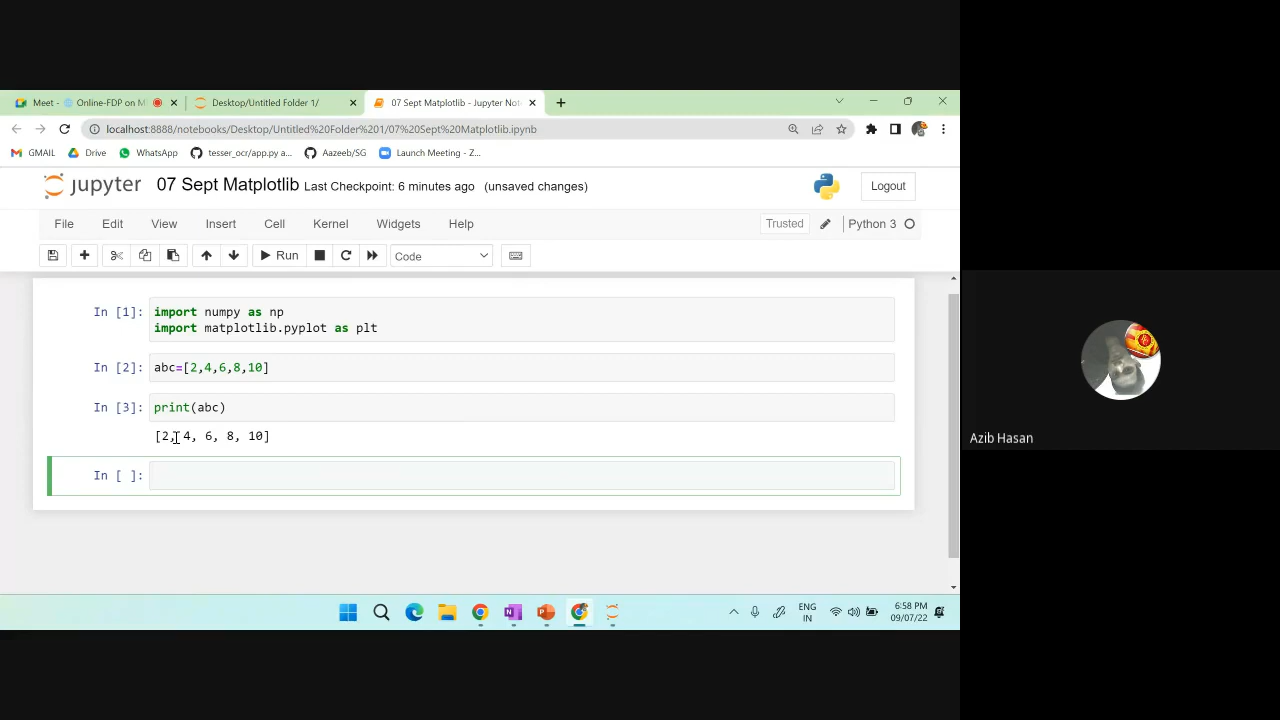 Meet - Online-FDP on M
Desktop/Untitled Folder 1/
07 Sept Matplotlib - Jupyter Not
localhost:8888/notebooks/Desktop/Untitled%20Folder%201/07%20Sept%20Matplotlib.ipynb
GMAIL Drive WhatsApp tesser_ocr/app.py a... Aazeeb/SG Launch Meeting - Z...
jupyter 07 Sept Matplotlib Last Checkpoint: 6 minutes ago (unsaved changes) Logout
File Edit View Insert Cell Kernel Widgets Help Trusted Python 3
Run Code
In [1]: import numpy as np
import matplotlib.pyplot as plt
In [2]: abc=[2,4,6,8,10]
In [3]: print(abc)
[2, 4, 6, 8, 10]
In [ ]:
Azib Hasan
ENG
IN
6:58 PM
09/07/22